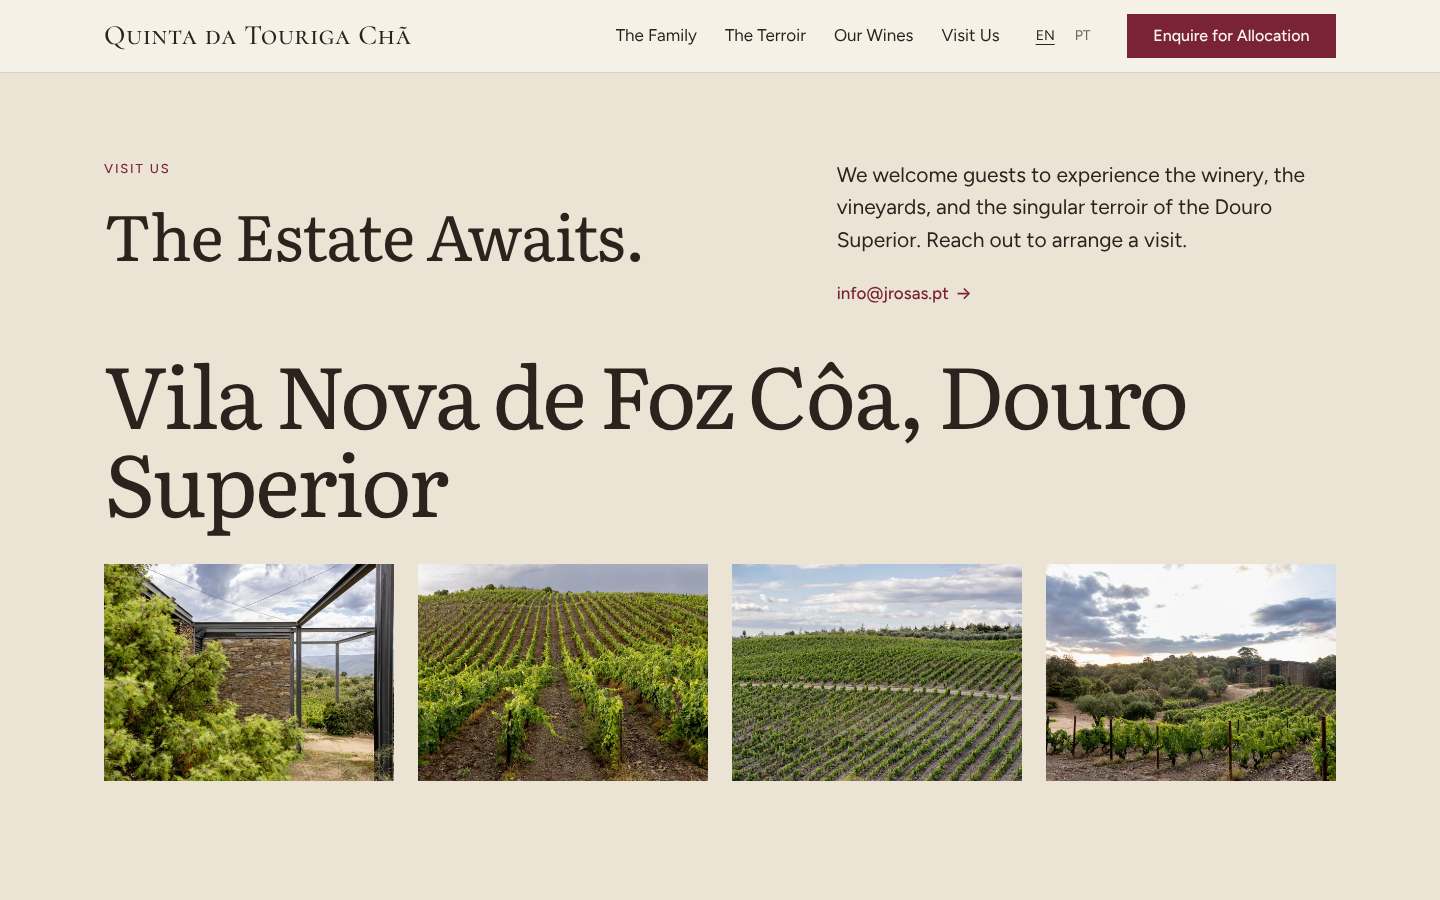 Quinta da Touriga Chã
The Family
The Terroir
Our Wines
Visit Us
EN
PT
Enquire for Allocation
VISIT US
The Estate Awaits.
We welcome guests to experience the winery, the
vineyards, and the singular terroir of the Douro
Superior. Reach out to arrange a visit.
info@jrosas.pt →
Vila Nova de Foz Côa, Douro
Superior